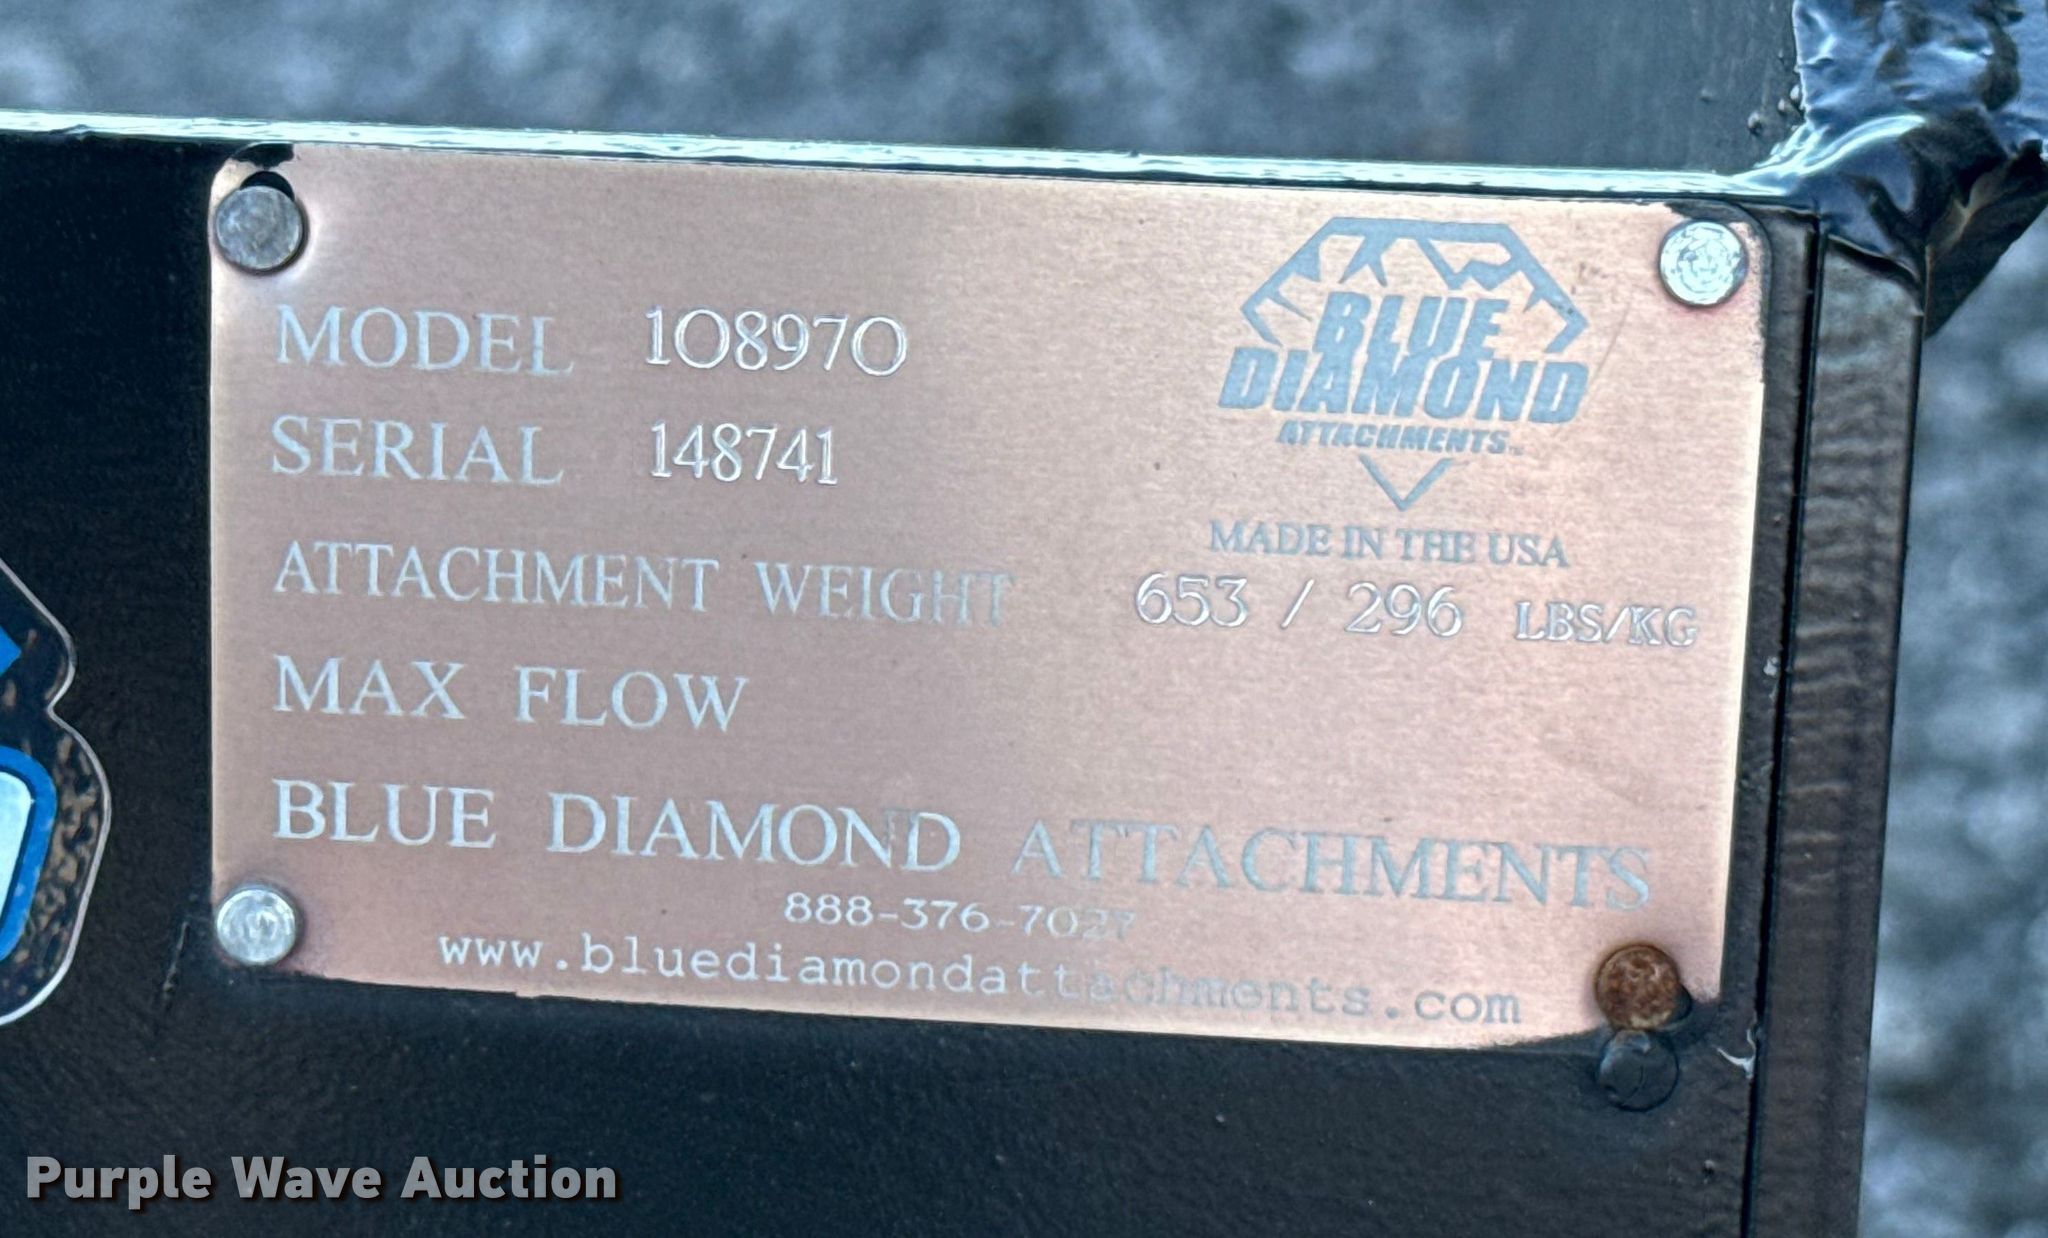 MODEL 108970
SERIAL 148741
BLUE
DIAMOND
ATTACHMENTS
MADE IN THE USA
ATTACHMENT WEIGHT 653 / 296 LBS/KG
MAX FLOW
BLUE DIAMOND ATTACHMENTS
888-376-7027
www.bluediamondattachments.com
Purple Wave Auction